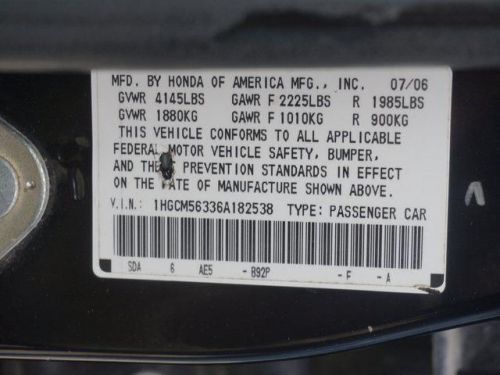 MFD. BY HONDA OF AMERICA MFG., INC. 07/06
GVWR 4145LBS GAWR F 2225LBS R 1985LBS
GVWR 1880KG GAWR F 1010KG R 900KG
THIS VEHICLE CONFORMS TO ALL APPLICABLE
FEDERAL MOTOR VEHICLE SAFETY, BUMPER,
AND PREVENTION STANDARDS IN EFFECT
ON THE DATE OF MANUFACTURE SHOWN ABOVE.
V.I.N.: 1HGCM56336A182538 TYPE: PASSENGER CAR
SDA 6 AE5 - B92P - F - A